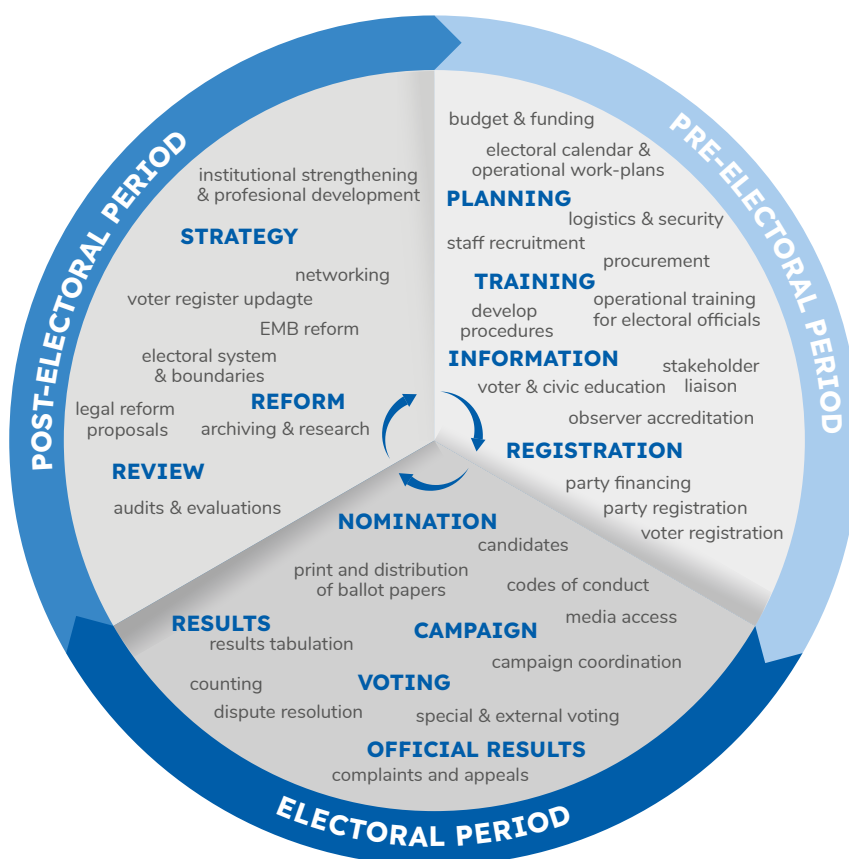 PRE-ELECTORAL PERIOD
budget & funding
electoral calendar &
operational work-plans
PLANNING
logistics & security
staff recruitment
procurement
TRAINING
operational training
for electoral officials
develop
procedures
INFORMATION
stakeholder
liaison
voter & civic education
observer accreditation
REGISTRATION
party financing
party registration
voter registration
ELECTORAL PERIOD
NOMINATION
candidates
print and distribution
of ballot papers
codes of conduct
media access
CAMPAIGN
campaign coordination
RESULTS
results tabulation
VOTING
counting
dispute resolution
special & external voting
OFFICIAL RESULTS
complaints and appeals
POST-ELECTORAL PERIOD
institutional strengthening
& profesional development
STRATEGY
networking
voter register updagte
EMB reform
electoral system
& boundaries
REFORM
legal reform
proposals
archiving & research
REVIEW
audits & evaluations